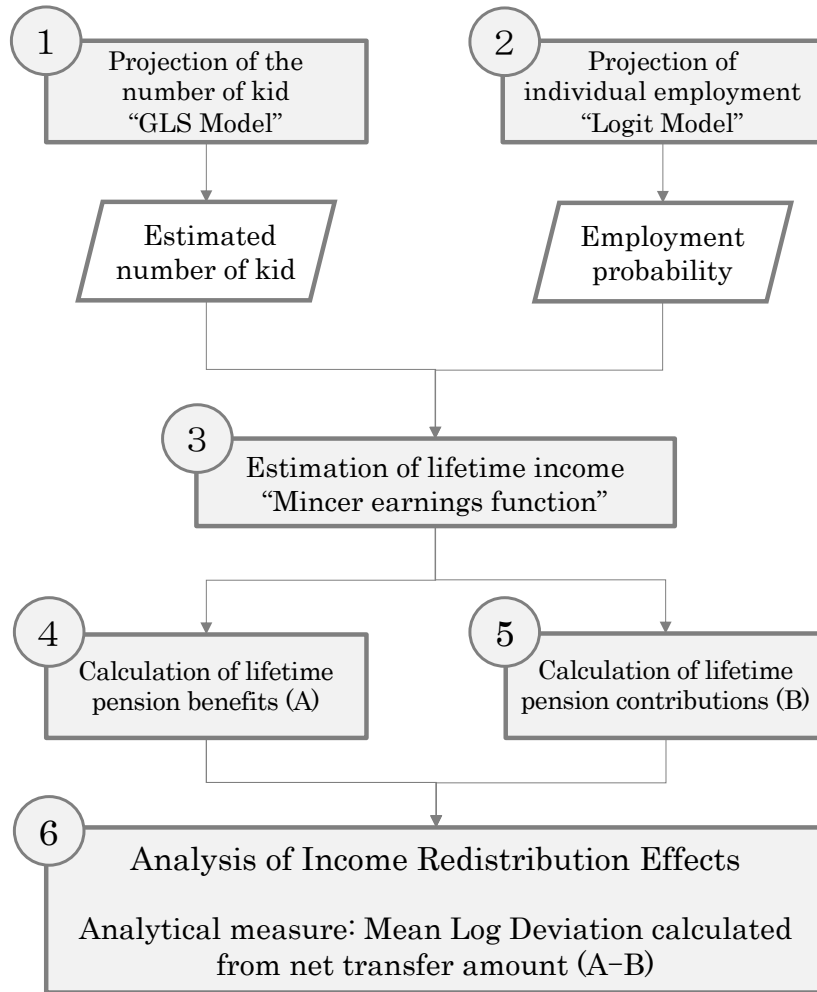 1
Projection of the
number of kid
“GLS Model”
2
Projection of
individual employment
“Logit Model”
Estimated
number of kid
Employment
probability
3
Estimation of lifetime income
“Mincer earnings function”
4
Calculation of lifetime
pension benefits (A)
5
Calculation of lifetime
pension contributions (B)
6
Analysis of Income Redistribution Effects
Analytical measure: Mean Log Deviation calculated
from net transfer amount (A−B)